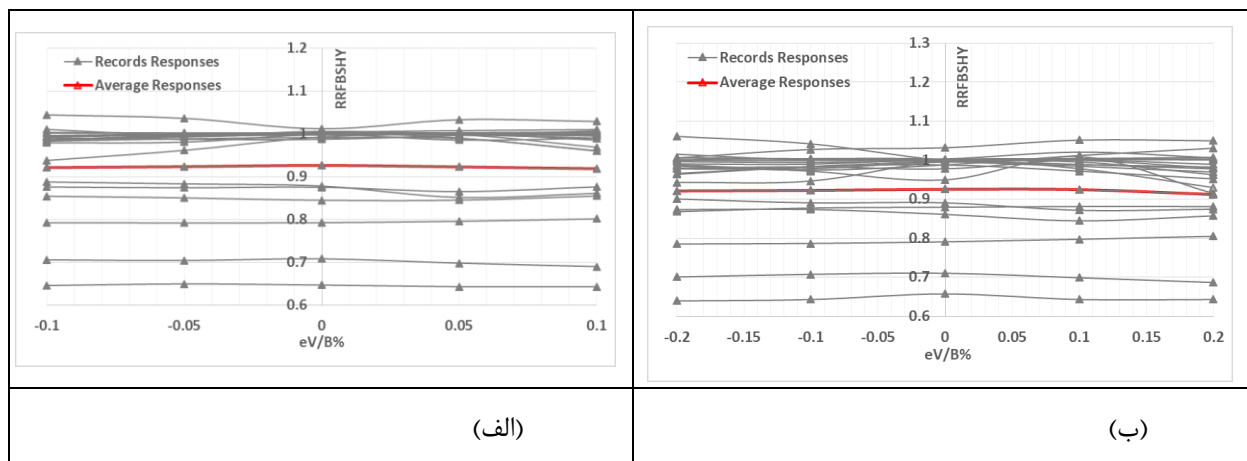 Records Responses
Average Responses
RRFBSHY
1.2
1.1
1
0.9
0.8
0.7
0.6
-0.1 -0.05 0 0.05 0.1
eV/B%
(الف)
Records Responses
Average Responses
RRFBSHY
1.3
1.2
1.1
1
0.9
0.8
0.7
0.6
-0.2 -0.15 -0.1 -0.05 0 0.05 0.1 0.15 0.2
eV/B%
(ب)